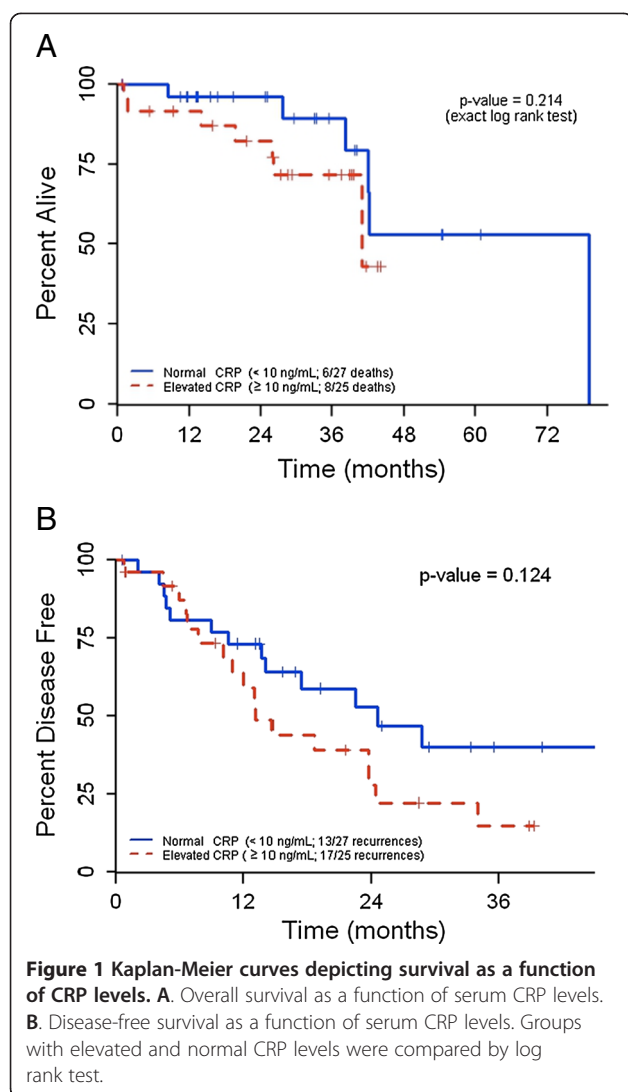 A
100
75
50
25
0
Percent Alive
p-value = 0.214
(exact log rank test)
Normal CRP (< 10 ng/mL; 6/27 deaths)
Elevated CRP (≥ 10 ng/mL; 8/25 deaths)
0 12 24 36 48 60 72
Time (months)
B
100
75
50
25
0
Percent Disease Free
p-value = 0.124
Normal CRP (< 10 ng/mL; 13/27 recurrences)
Elevated CRP (≥ 10 ng/mL; 17/25 recurrences)
0 12 24 36
Time (months)
Figure 1 Kaplan-Meier curves depicting survival as a function
of CRP levels. A. Overall survival as a function of serum CRP levels.
B. Disease-free survival as a function of serum CRP levels. Groups
with elevated and normal CRP levels were compared by log
rank test.